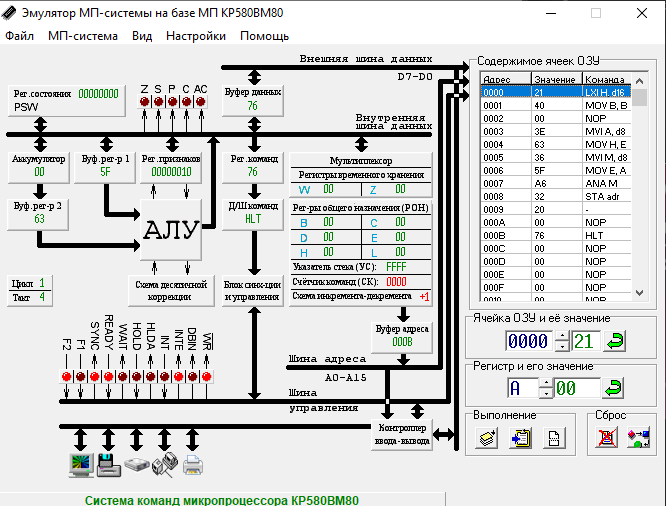 Эмулятор МП-системы на базе МП КР580ВМ80
Файл МП-система Вид Настройки Помощь
Внешняя шина данных
D7-D0
Рег.состояния 00000000
PSW
Z S P C AC
Буфер данных
76
Внутренняя
шина данных
Аккумулятор
00
Буф.рег-р 1
5F
Рег.признаков
00000010
Рег.команд
76
Буф.рег-р 2
63
АЛУ
Д/Ш команд
HLT
Схема десятичной
коррекции
Блок синх-ции
и управления
Цикл 1
Такт 4
Мультиплексор
Регистры временного хранения
W 00 Z 00
Рег-ры общего назначения (РОН)
B 00 C 00
D 00 E 00
H 00 L 00
Указатель стека (УС): FFFF
Счётчик команд (СК): 0000
Схема инкремента-декремента +1
Буфер адреса
000B
Шина адреса
A0-A15
Шина
управления
F2 F1 SYNC READY WAIT HOLD HLDA INT INTE DBIN WR
Контроллер
ввода-вывода
Система команд микропроцессора КР580ВМ80
Содержимое ячеек ОЗУ
Адрес Значение Команда
0000 21 LXI H, d16
0001 40 MOV B, B
0002 00 NOP
0003 3E MVI A, d8
0004 63 MOV H, E
0005 36 MVI M, d8
0006 5F MOV E, A
0007 A6 ANA M
0008 32 STA adr
0009 20 -
000A 00 NOP
000B 76 HLT
000C 00 NOP
000D 00 NOP
000E 00 NOP
000F 00 NOP
0010 00 NOP
Ячейка ОЗУ и её значение
0000 21
Регистр и его значение
A 00
Выполнение
Сброс